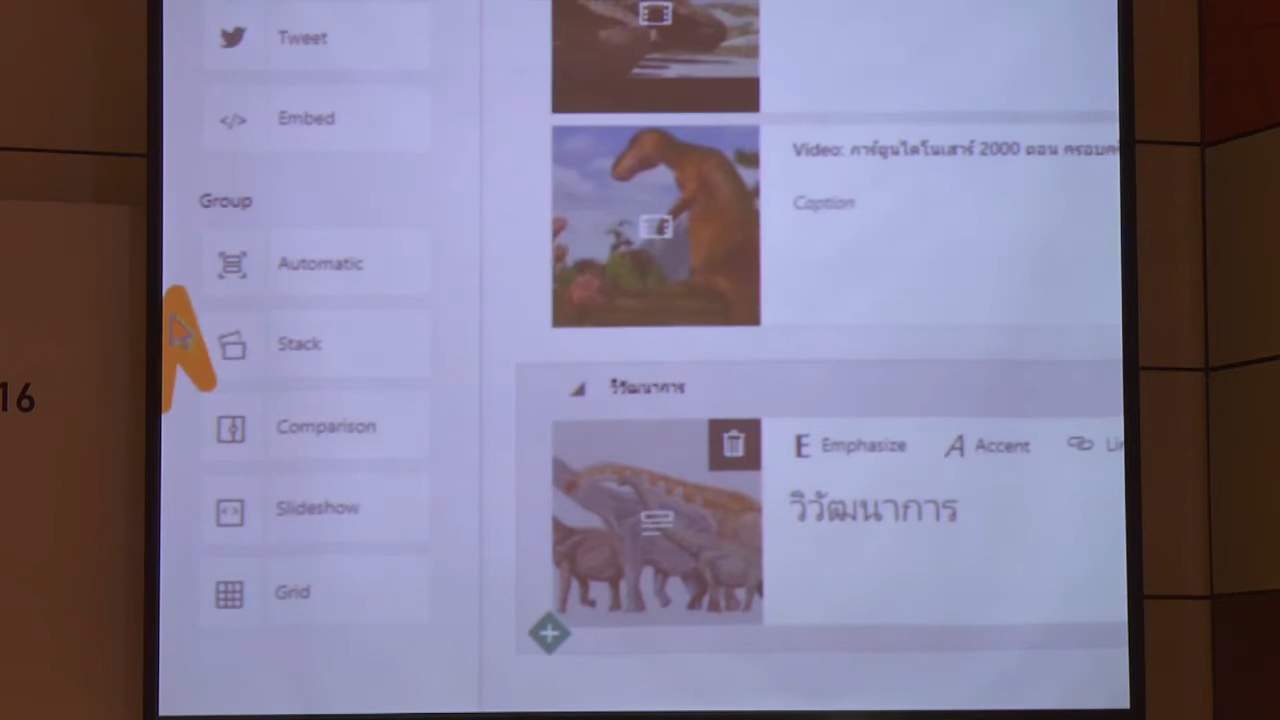 Tweet
Embed
Group
Automatic
Stack
Comparison
Slideshow
Grid
16
Video: การ์ตูนไดโนเสาร์ 2000 ตอน
Caption
วิวัฒนาการ
Emphasize
Accent
วิวัฒนาการ